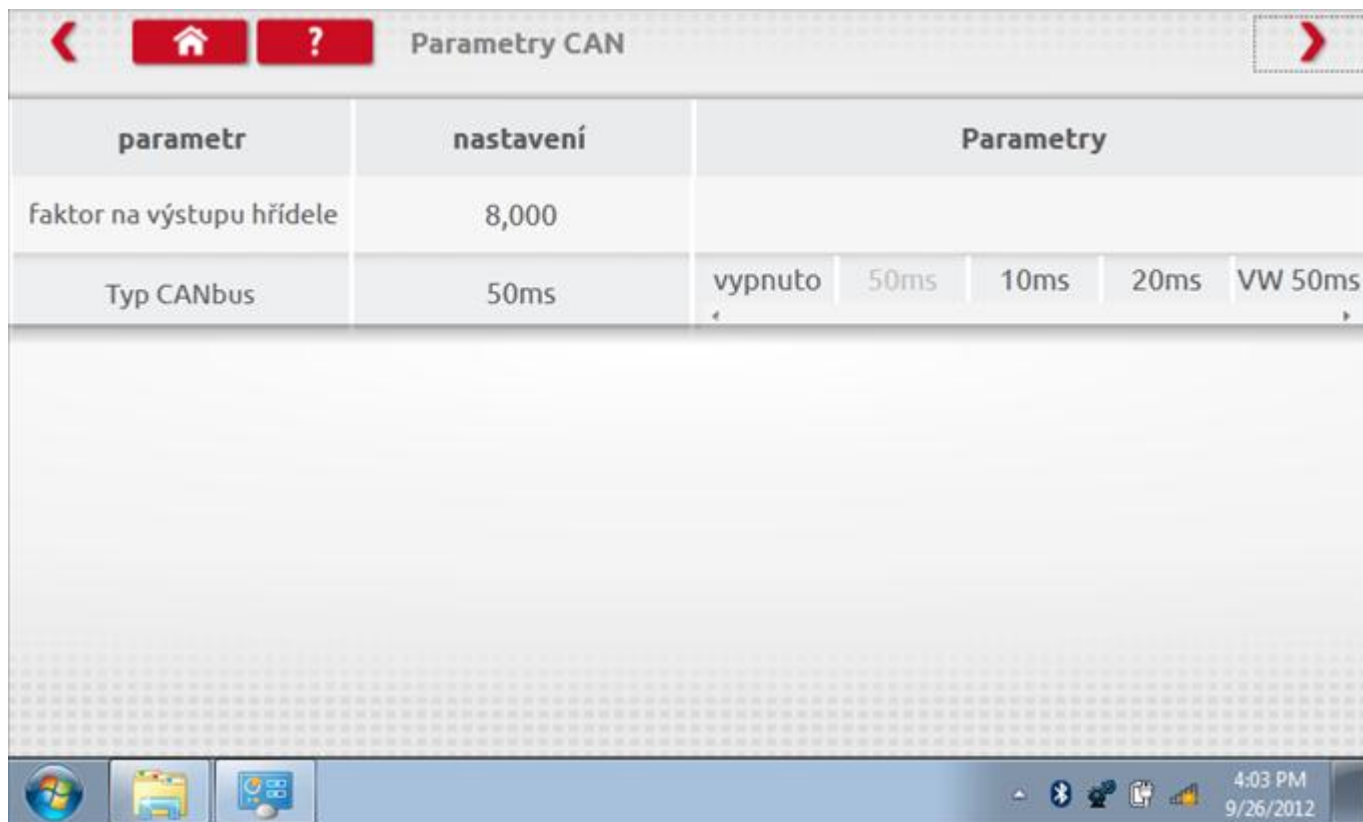 ?
Parametry CAN
parametr
nastavení
Parametry
faktor na výstupu hřídele
8,000
Typ CANbus
50ms
vypnuto
50ms
10ms
20ms
VW 50ms
4:03 PM
9/26/2012